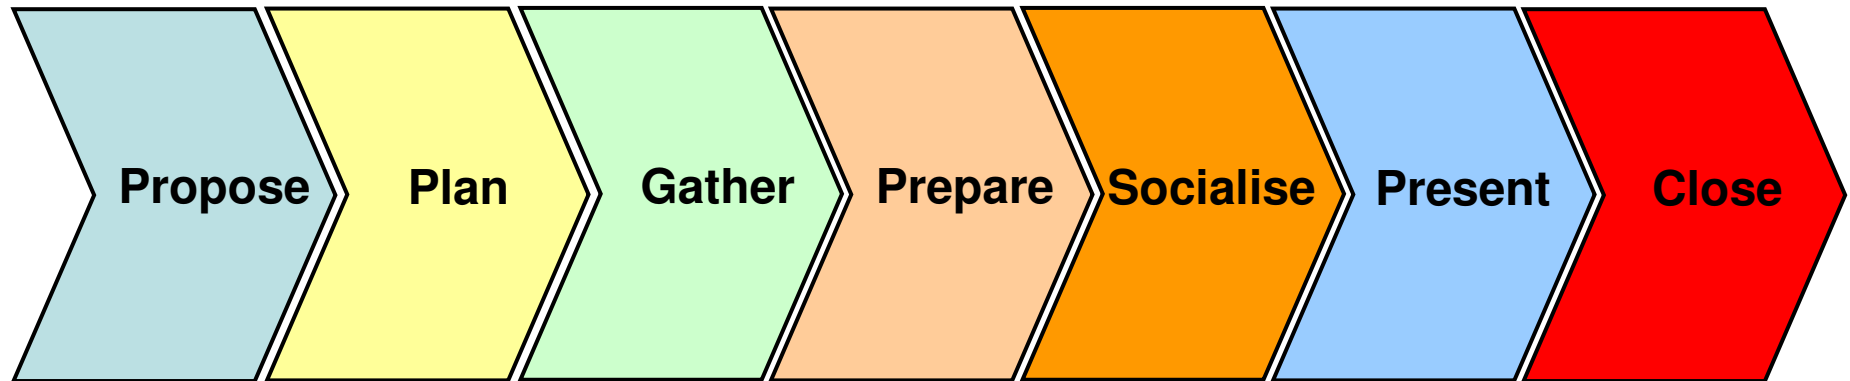 Propose
Plan
Gather
Prepare
Socialise
Present
Close